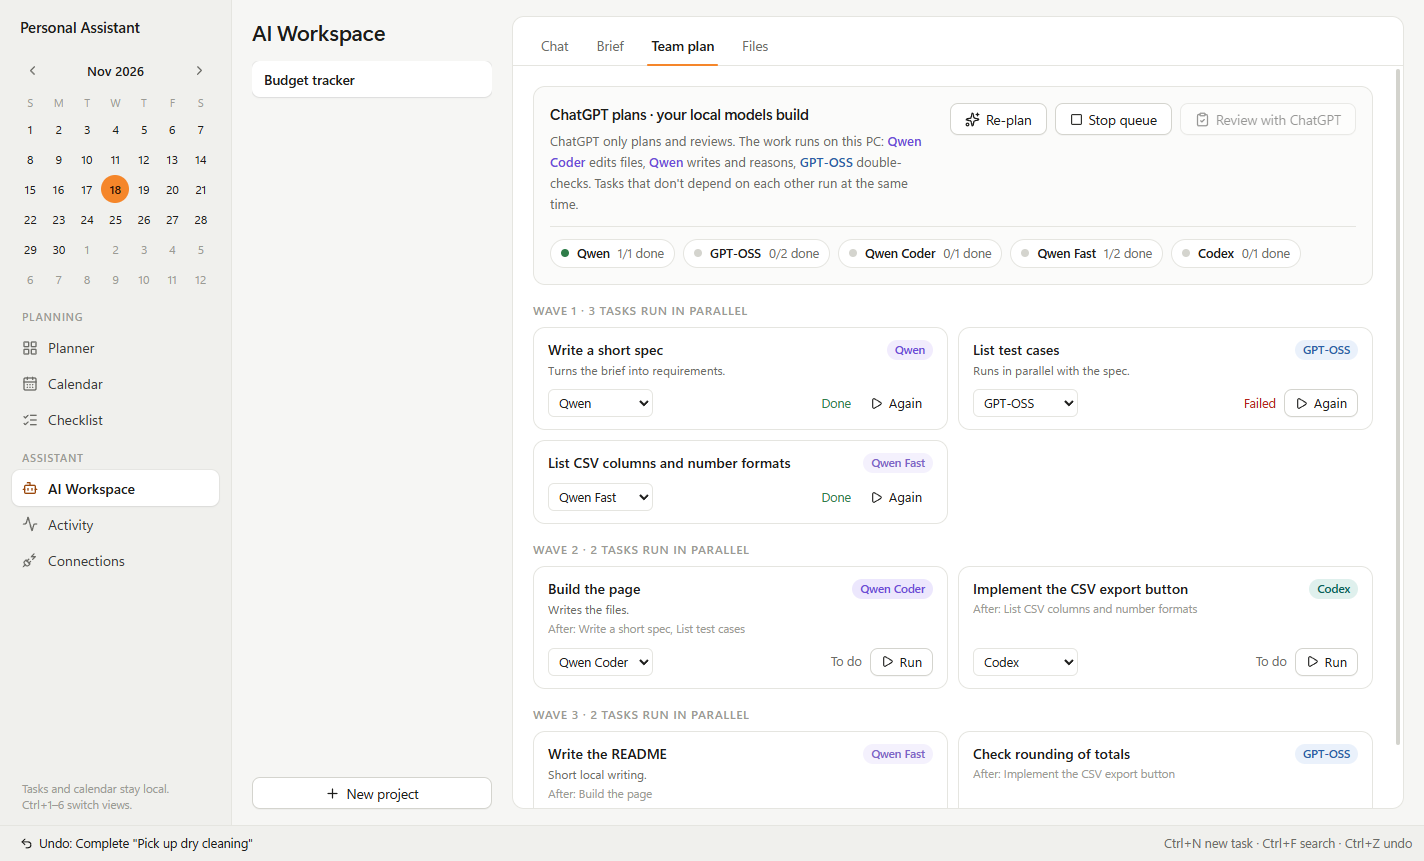 Personal Assistant
Nov 2026
S M T W T F S
1 2 3 4 5 6 7
8 9 10 11 12 13 14
15 16 17 18 19 20 21
22 23 24 25 26 27 28
29 30 1 2 3 4 5
6 7 8 9 10 11 12
PLANNING
Planner
Calendar
Checklist
ASSISTANT
AI Workspace
Activity
Connections
Tasks and calendar stay local.
Ctrl+1–6 switch views.
AI Workspace
Budget tracker
+ New project
Chat Brief Team plan Files
ChatGPT plans · your local models build
ChatGPT only plans and reviews. The work runs on this PC: Qwen
Coder edits files, Qwen writes and reasons, GPT-OSS double-
checks. Tasks that don't depend on each other run at the same
time.
Re-plan
Stop queue
Review with ChatGPT
Qwen 1/1 done
GPT-OSS 0/2 done
Qwen Coder 0/1 done
Qwen Fast 1/2 done
Codex 0/1 done
WAVE 1 · 3 TASKS RUN IN PARALLEL
Write a short spec
Qwen
Turns the brief into requirements.
Qwen
Done
Again
List test cases
GPT-OSS
Runs in parallel with the spec.
GPT-OSS
Failed
Again
List CSV columns and number formats
Qwen Fast
Qwen Fast
Done
Again
WAVE 2 · 2 TASKS RUN IN PARALLEL
Build the page
Qwen Coder
Writes the files.
After: Write a short spec, List test cases
Qwen Coder
To do
Run
Implement the CSV export button
Codex
After: List CSV columns and number formats
Codex
To do
Run
WAVE 3 · 2 TASKS RUN IN PARALLEL
Write the README
Qwen Fast
Short local writing.
After: Build the page
Check rounding of totals
GPT-OSS
After: Implement the CSV export button
Undo: Complete "Pick up dry cleaning"
Ctrl+N new task · Ctrl+F search · Ctrl+Z undo